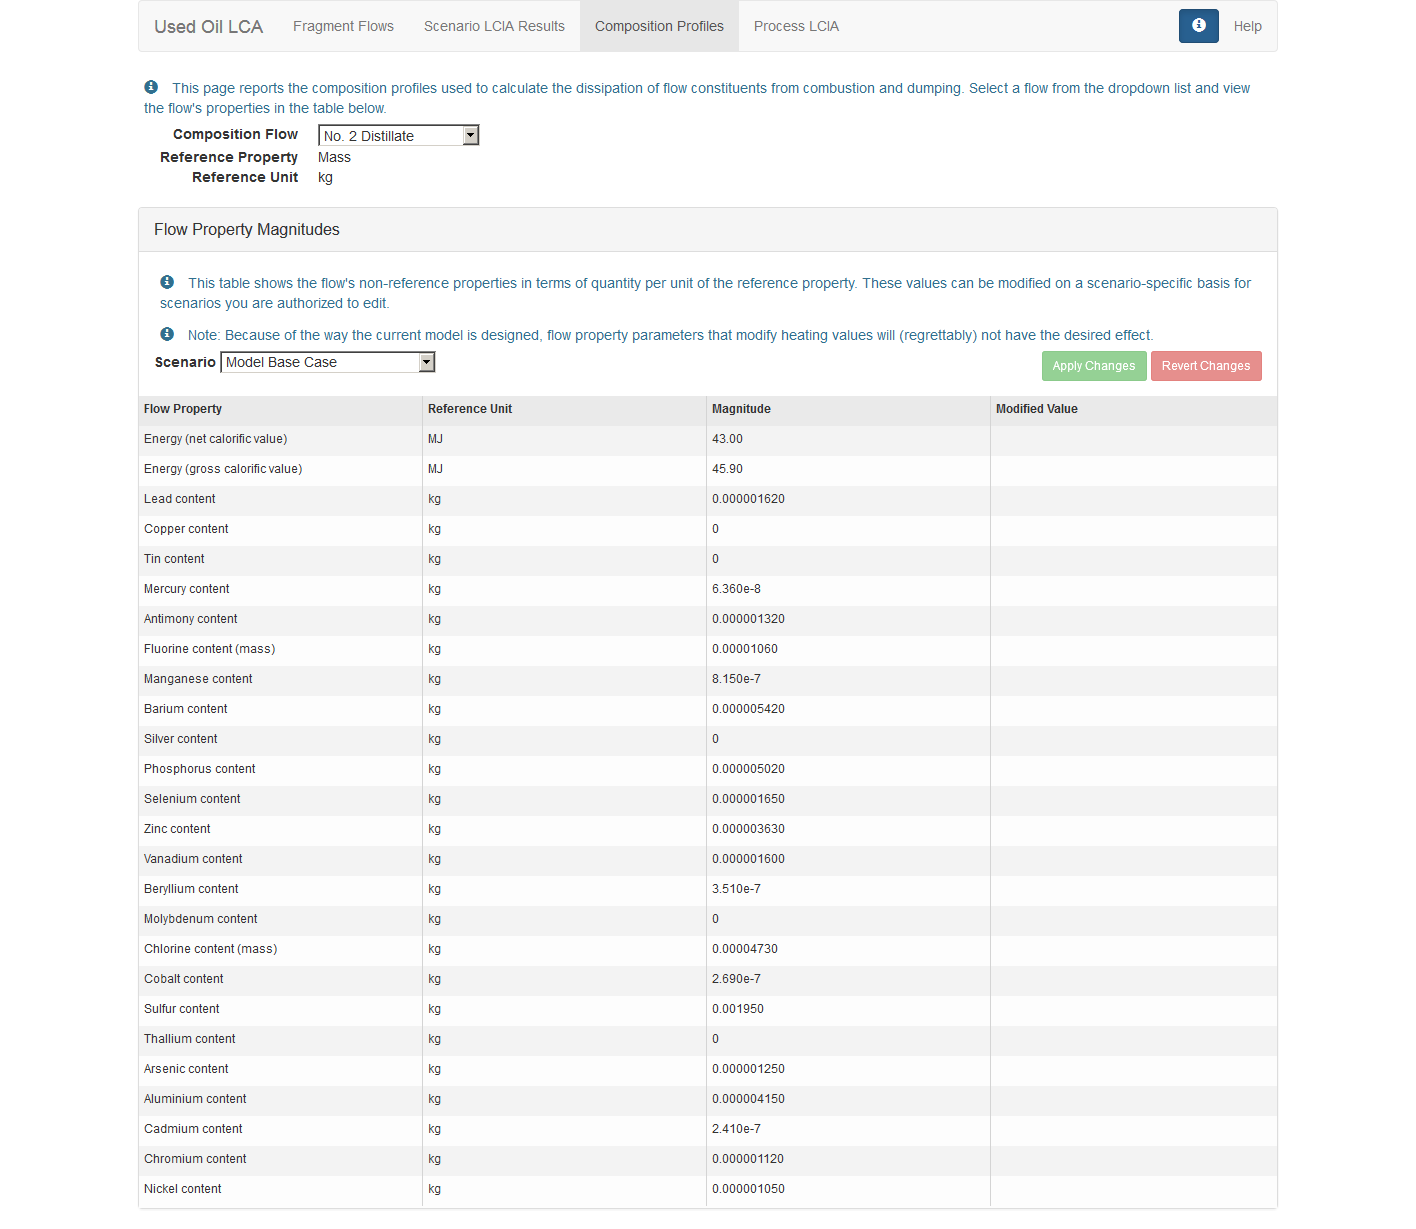 Used Oil LCA Fragment Flows Scenario LCIA Results Composition Profiles Process LCIA Help
This page reports the composition profiles used to calculate the dissipation of flow constituents from combustion and dumping. Select a flow from the dropdown list and view
the flow's properties in the table below.
Composition Flow No. 2 Distillate
Reference Property Mass
Reference Unit kg
Flow Property Magnitudes
This table shows the flow's non-reference properties in terms of quantity per unit of the reference property. These values can be modified on a scenario-specific basis for
scenarios you are authorized to edit.
Note: Because of the way the current model is designed, flow property parameters that modify heating values will (regrettably) not have the desired effect.
Scenario Model Base Case Apply Changes Revert Changes
Flow Property Reference Unit Magnitude Modified Value
Energy (net calorific value) MJ 43.00
Energy (gross calorific value) MJ 45.90
Lead content kg 0.000001620
Copper content kg 0
Tin content kg 0
Mercury content kg 6.360e-8
Antimony content kg 0.000001320
Fluorine content (mass) kg 0.00001060
Manganese content kg 8.150e-7
Barium content kg 0.000005420
Silver content kg 0
Phosphorus content kg 0.000005020
Selenium content kg 0.000001650
Zinc content kg 0.000003630
Vanadium content kg 0.000001600
Beryllium content kg 3.510e-7
Molybdenum content kg 0
Chlorine content (mass) kg 0.00004730
Cobalt content kg 2.690e-7
Sulfur content kg 0.001950
Thallium content kg 0
Arsenic content kg 0.000001250
Aluminium content kg 0.000004150
Cadmium content kg 2.410e-7
Chromium content kg 0.000001120
Nickel content kg 0.000001050